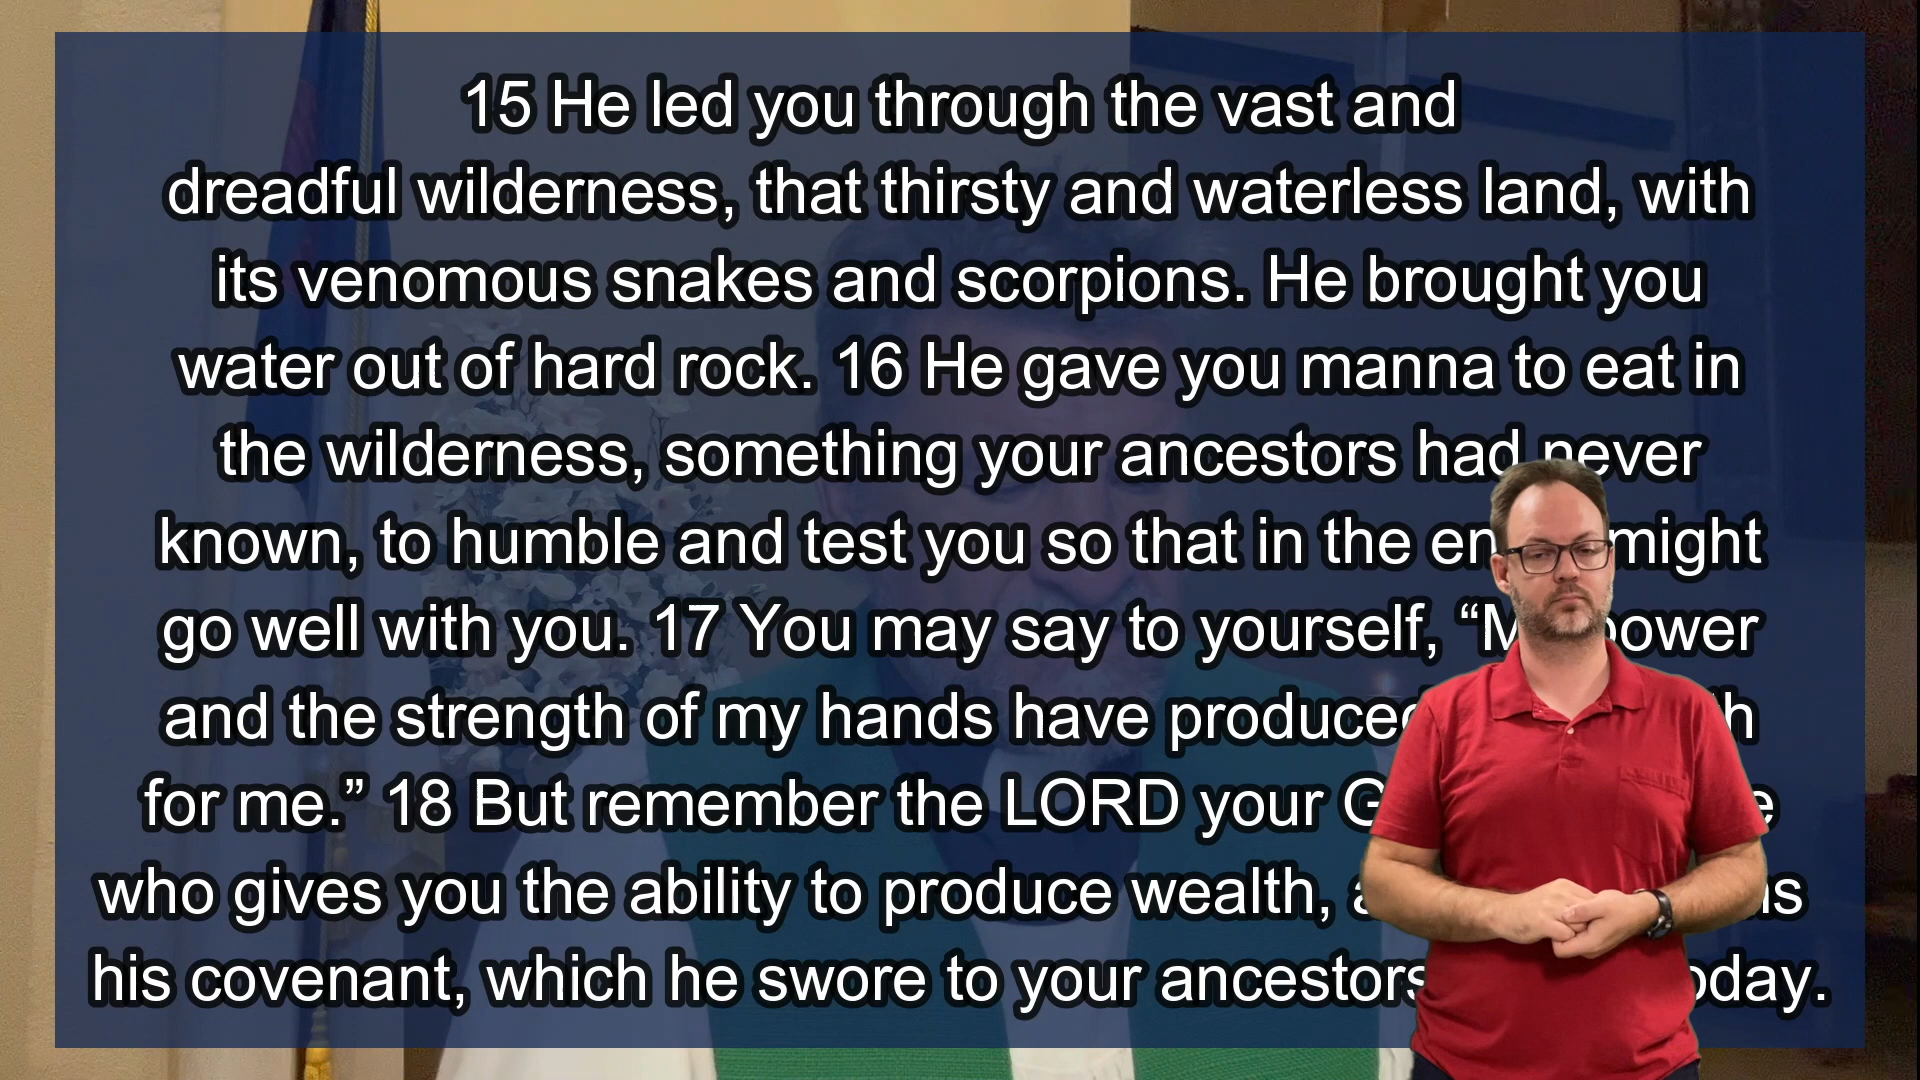 15 He led you through the vast and
dreadful wilderness, that thirsty and waterless land, with
its venomous snakes and scorpions. He brought you
water out of hard rock. 16 He gave you manna to eat in
the wilderness, something your ancestors had never
known, to humble and test you so that in the might
go well with you. 17 You may say to yourself, “My power
and the strength of my hands have produced
for me.” 18 But remember the LORD your
who gives you the ability to produce wealth,
his covenant, which he swore to your ancestors today.